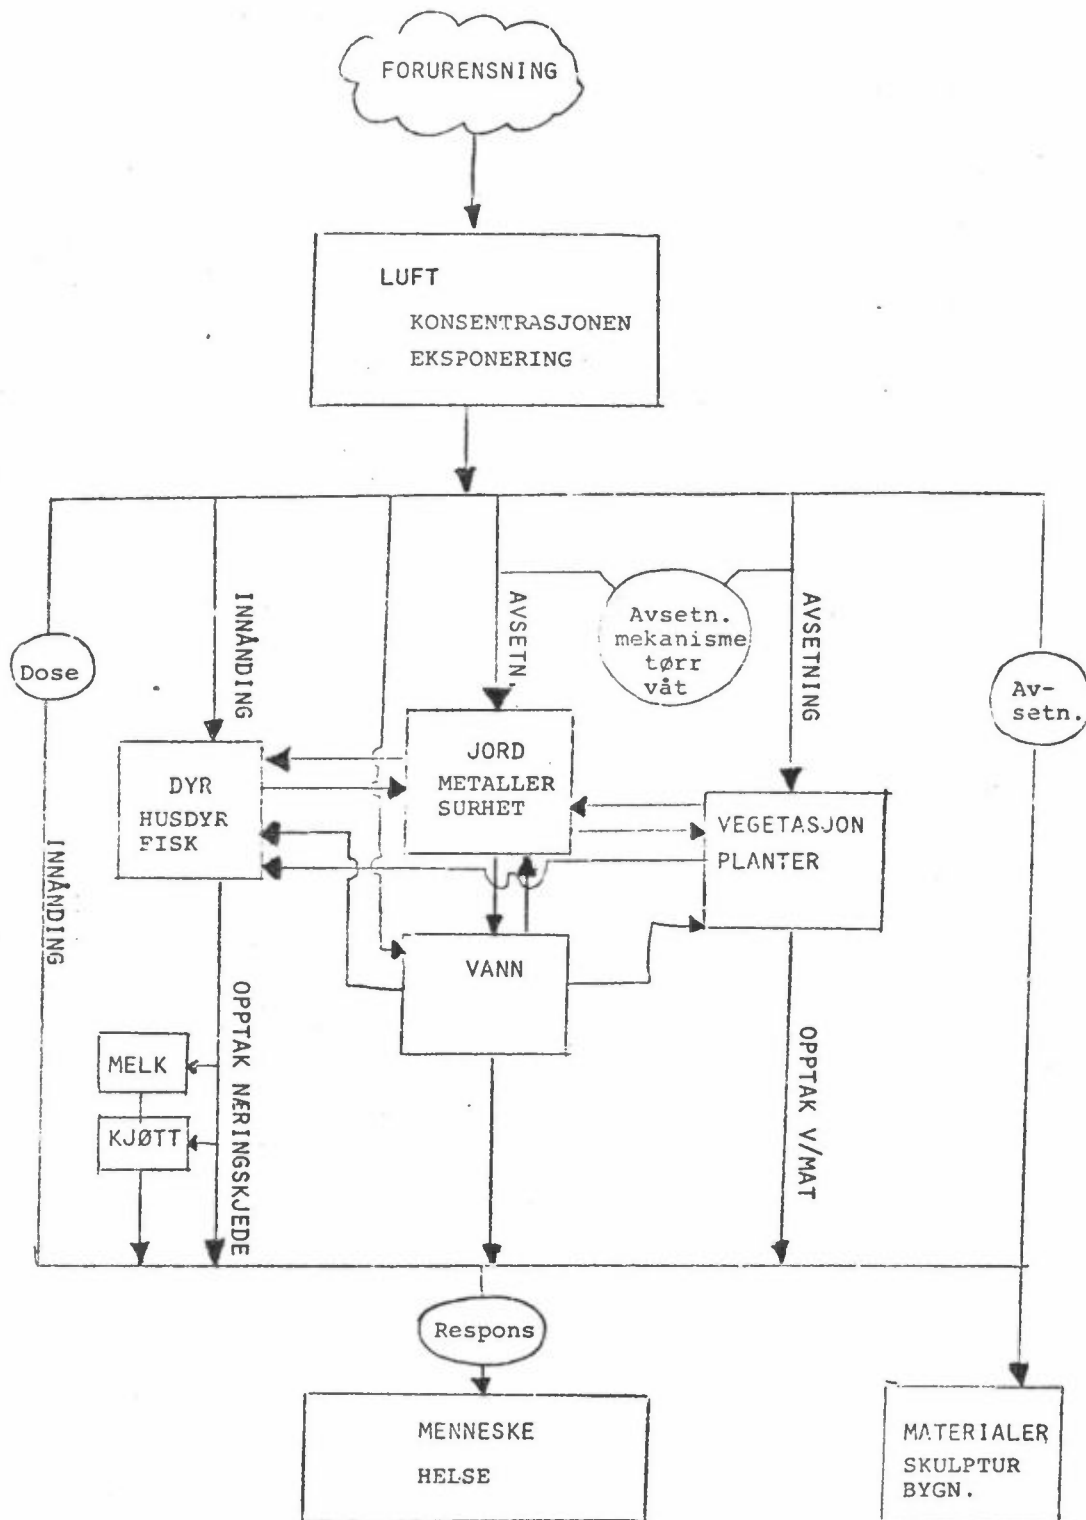 FORURENSNING
LUFT
KONSENTRASJONEN
EKSPONERING
INNÅNDING
AVSETN.
Avsetn.
mekanisme
tørr
våt
AVSETNING
Dose
Av-
setn.
DYR
HUSDYR
FISK
JORD
METALLER
SURHET
VEGETASJON
PLANTER
INNÅNDING
VANN
OPPTAK NÆRINGSKJEDE
OPPTAK V/MAT
MELK
KJØTT
Respons
MENNESKE
HELSE
MATERIALER
SKULPTUR
BYGN.